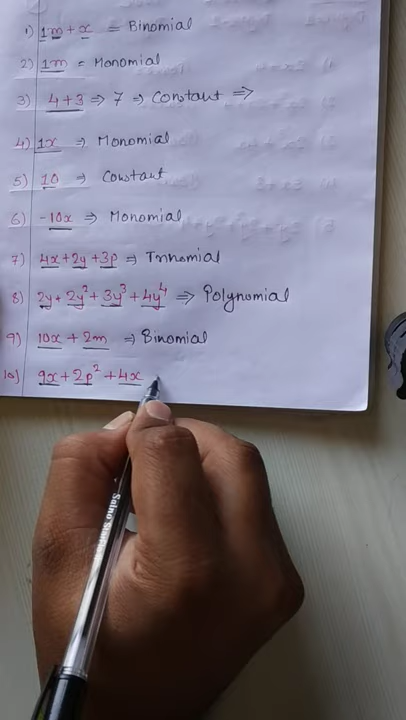 1) 1m + x = Binomial
2) 1m = Monomial
3) 4+3 ⇒ 7 ⇒ Constant ⇒
4) 1x ⇒ Monomial
5) 10 ⇒ Constant
6) -10x ⇒ Monomial
7) 4x+2y+3p ⇒ Trinomial
8) 2y+2y²+3y³+4y⁴ ⇒ Polynomial
9) 10x + 2m ⇒ Binomial
10) 9x+2p²+4x